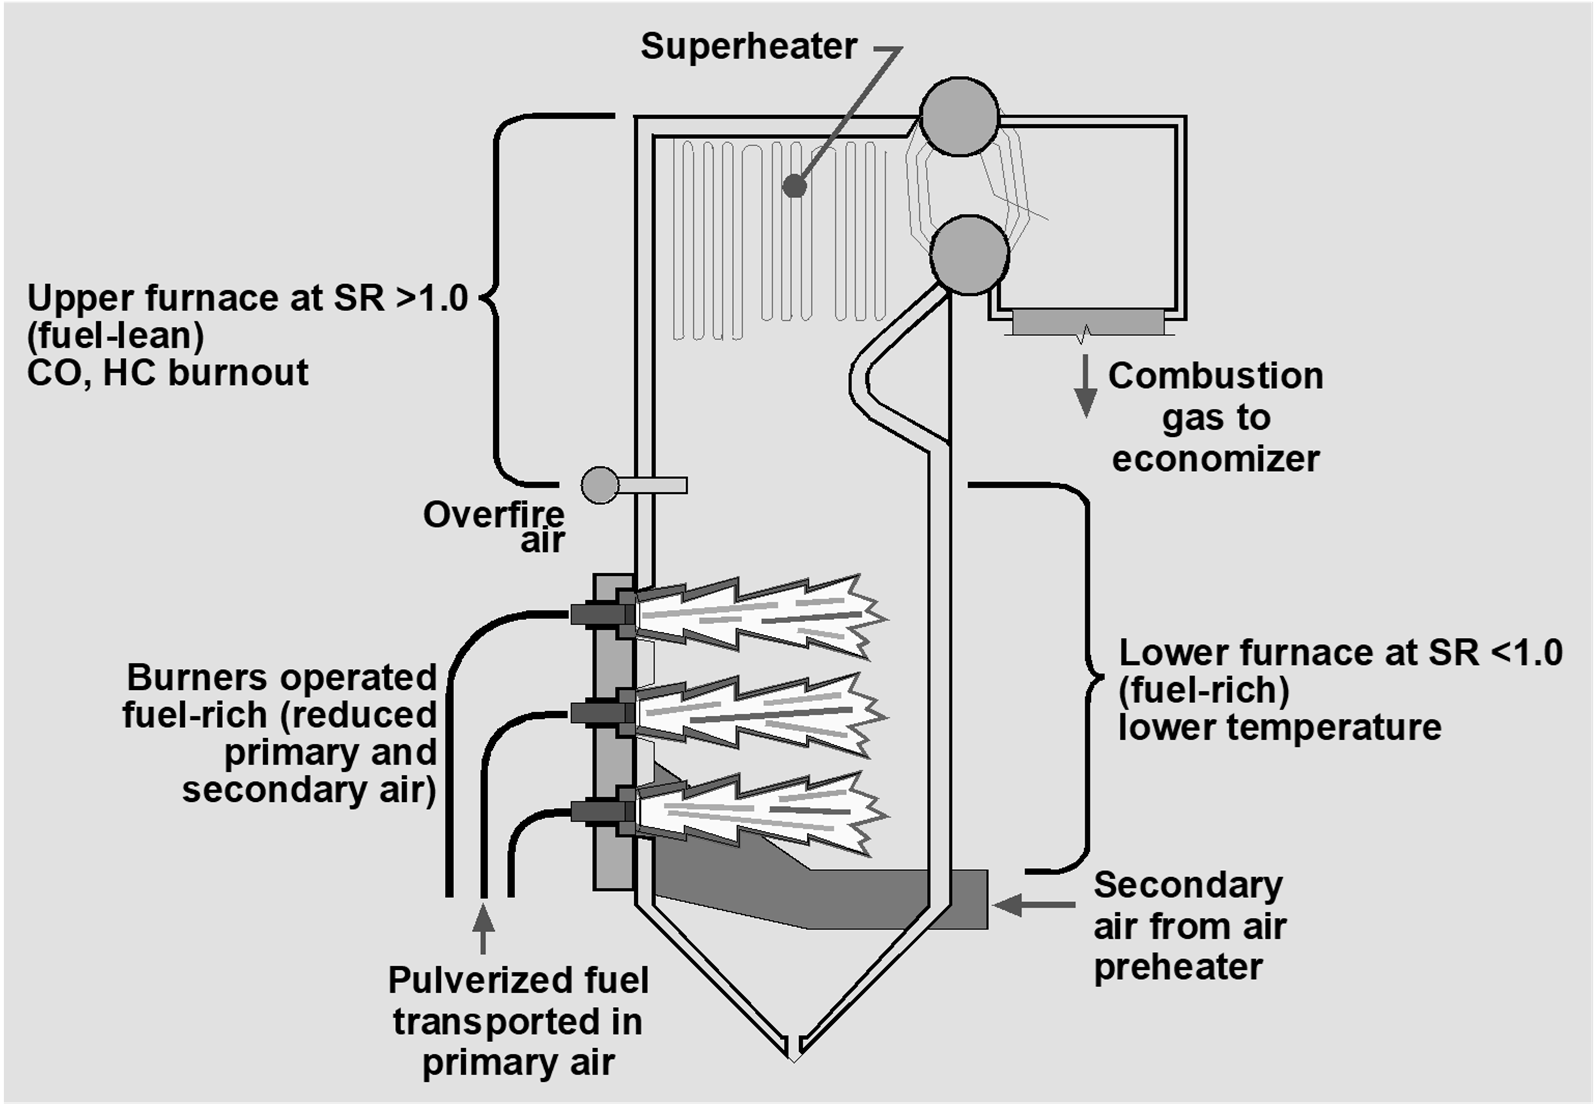 Superheater
Upper furnace at SR >1.0
(fuel-lean)
CO, HC burnout
Combustion
gas to
economizer
Overfire
air
Burners operated
fuel-rich (reduced
primary and
secondary air)
Lower furnace at SR <1.0
(fuel-rich)
lower temperature
Secondary
air from air
preheater
Pulverized fuel
transported in
primary air